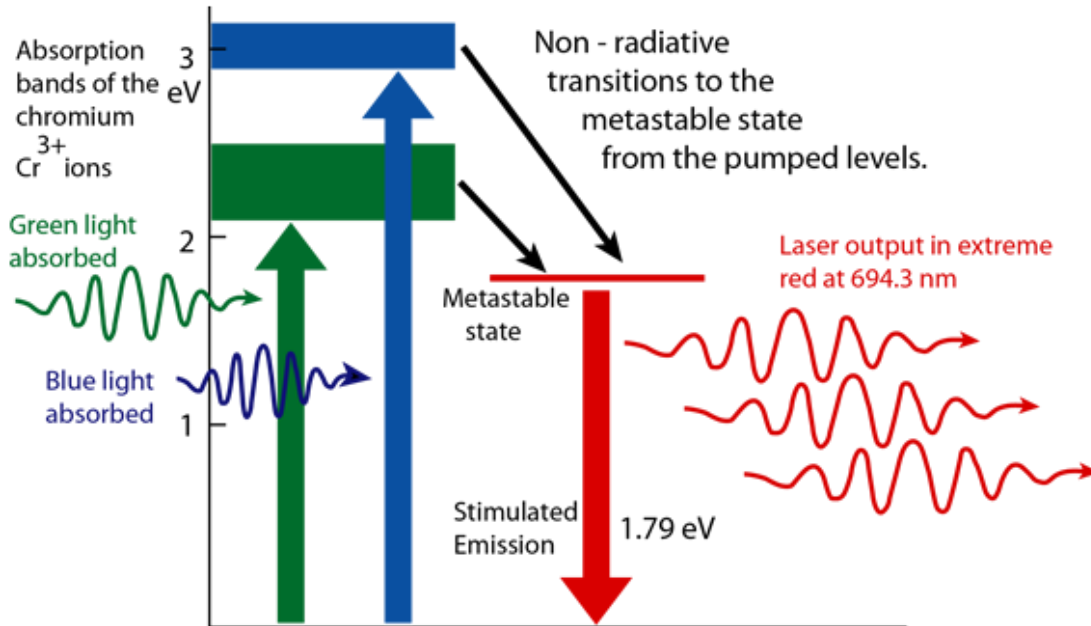 Absorption
bands of the
chromium
Cr3+ ions
3
eV
2
1
Green light
absorbed
Blue light
absorbed
Non - radiative
transitions to the
metastable state
from the pumped levels.
Metastable
state
Laser output in extreme
red at 694.3 nm
Stimulated
Emission
1.79 eV